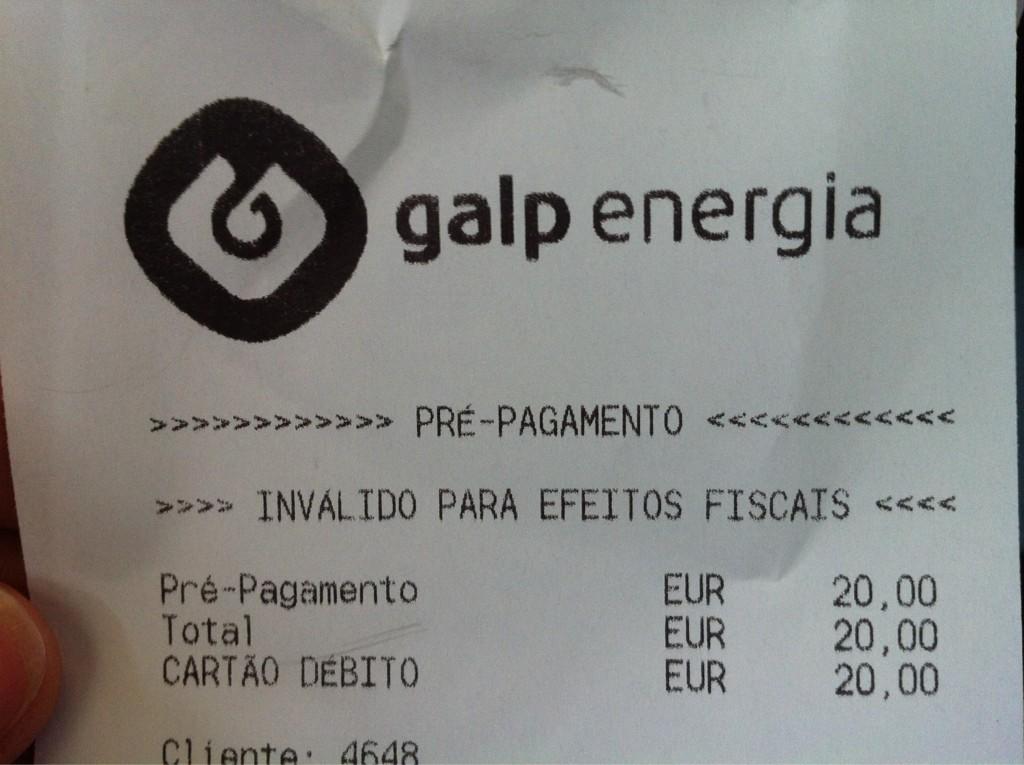 galp energia
>>>>>>>>>>>> PRÉ-PAGAMENTO <<<<<<<<<<<<
>>>> INVÁLIDO PARA EFEITOS FISCAIS <<<<
Pré-Pagamento EUR 20,00
Total EUR 20,00
CARTÃO DÉBITO EUR 20,00
Cliente: 4648